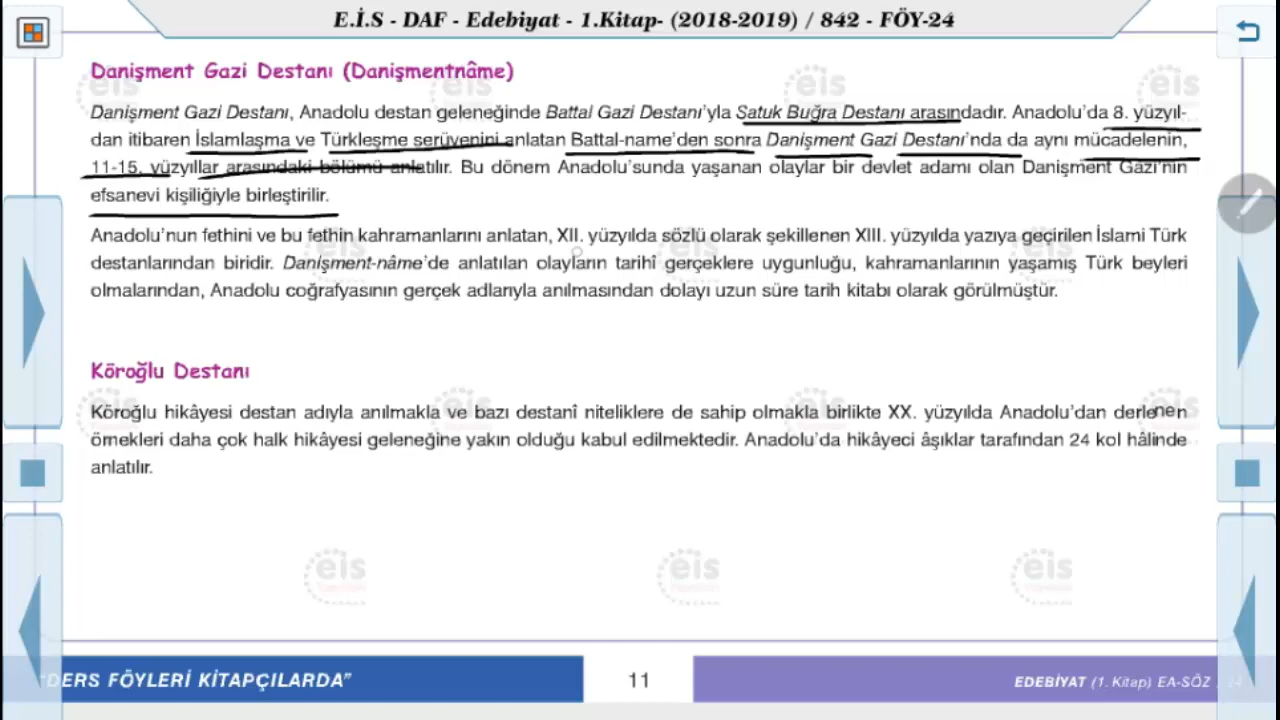 E.İ.S - DAF - Edebiyat - 1.Kitap- (2018-2019) / 842 - FÖY-24
Danişment Gazi Destanı (Danişmentnâme)
Danişment Gazi Destanı, Anadolu destan geleneğinde Battal Gazi Destanı'yla Satuk Buğra Destanı arasındadır. Anadolu'da 8. yüzyıl-
dan itibaren İslamlaşma ve Türkleşme serüvenini anlatan Battal-name'den sonra Danişment Gazi Destanı'nda da aynı mücadelenin,
11-15. yüzyıllar arasındaki bölümü anlatılır. Bu dönem Anadolu'sunda yaşanan olaylar bir devlet adamı olan Danişment Gazi'nin
efsanevi kişiliğiyle birleştirilir.
Anadolu'nun fethini ve bu fethin kahramanlarını anlatan, XII. yüzyılda sözlü olarak şekillenen XIII. yüzyılda yazıya geçirilen İslami Türk
destanlarından biridir. Danişment-nâme'de anlatılan olayların tarihî gerçeklere uygunluğu, kahramanlarının yaşamış Türk beyleri
olmalarından, Anadolu coğrafyasının gerçek adlarıyla anılmasından dolayı uzun süre tarih kitabı olarak görülmüştür.
Köroğlu Destanı
Köroğlu hikâyesi destan adıyla anılmakla ve bazı destanî niteliklere de sahip olmakla birlikte XX. yüzyılda Anadolu'dan derlenen
örnekleri daha çok halk hikâyesi geleneğine yakın olduğu kabul edilmektedir. Anadolu'da hikâyeci âşıklar tarafından 24 kol hâlinde
anlatılır.
eis eis eis
"DERS FÖYLERİ KİTAPÇILARDA"
11
EDEBİYAT (1. Kitap) EA-SÖZ / 24